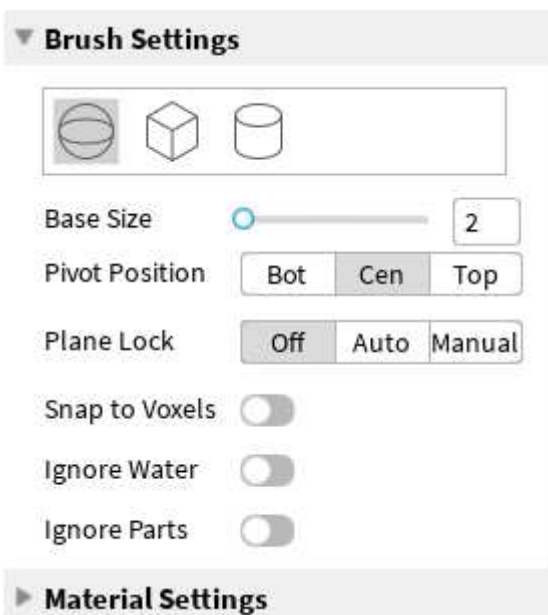 Brush Settings
Base Size 2
Pivot Position Bot Cen Top
Plane Lock Off Auto Manual
Snap to Voxels
Ignore Water
Ignore Parts
Material Settings